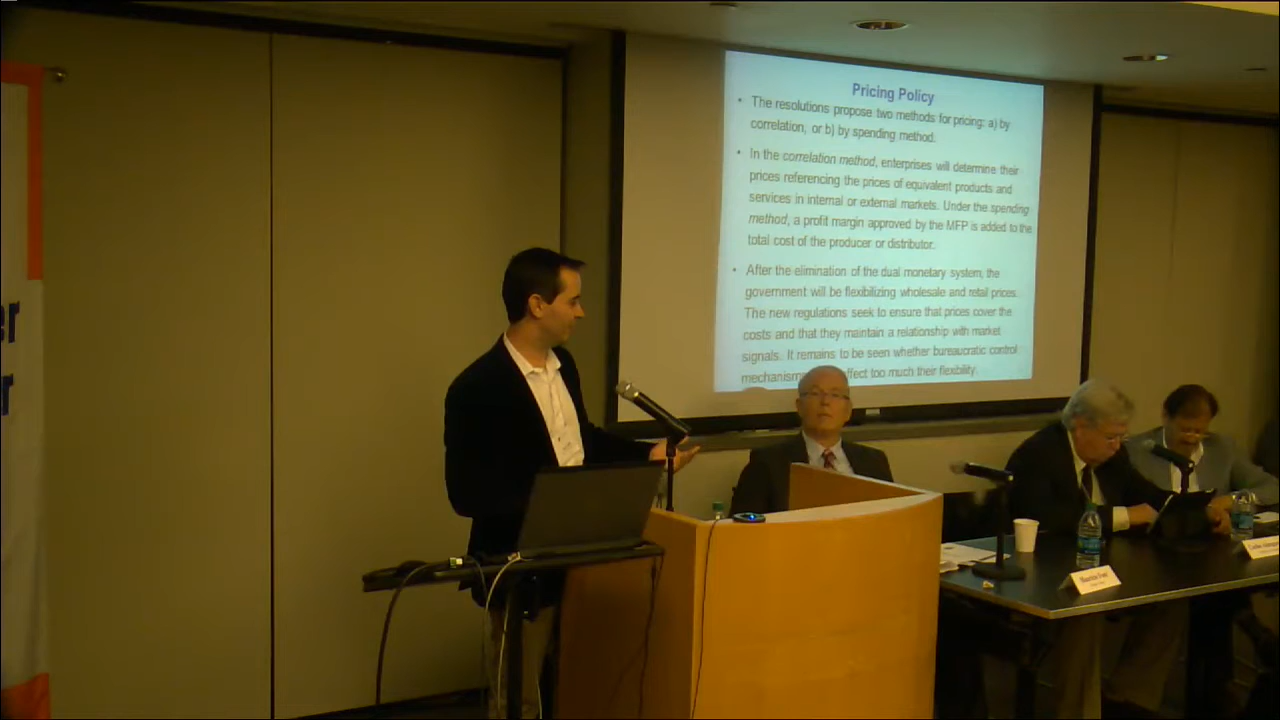 Pricing Policy
• The resolutions propose two methods for pricing: a) by
correlation, or b) by spending method.
• In the correlation method, enterprises will determine their
prices referencing the prices of equivalent products and
services in internal or external markets. Under the spending
method, a profit margin approved by the MFP is added to the
total cost of the producer or distributor.
• After the elimination of the dual monetary system, the
government will be flexibilizing wholesale and retail prices.
The new regulations seek to ensure that prices cover the
costs and that they maintain a relationship with market
signals. It remains to be seen whether bureaucratic control
mechanisms affect too much their flexibility.
er
r